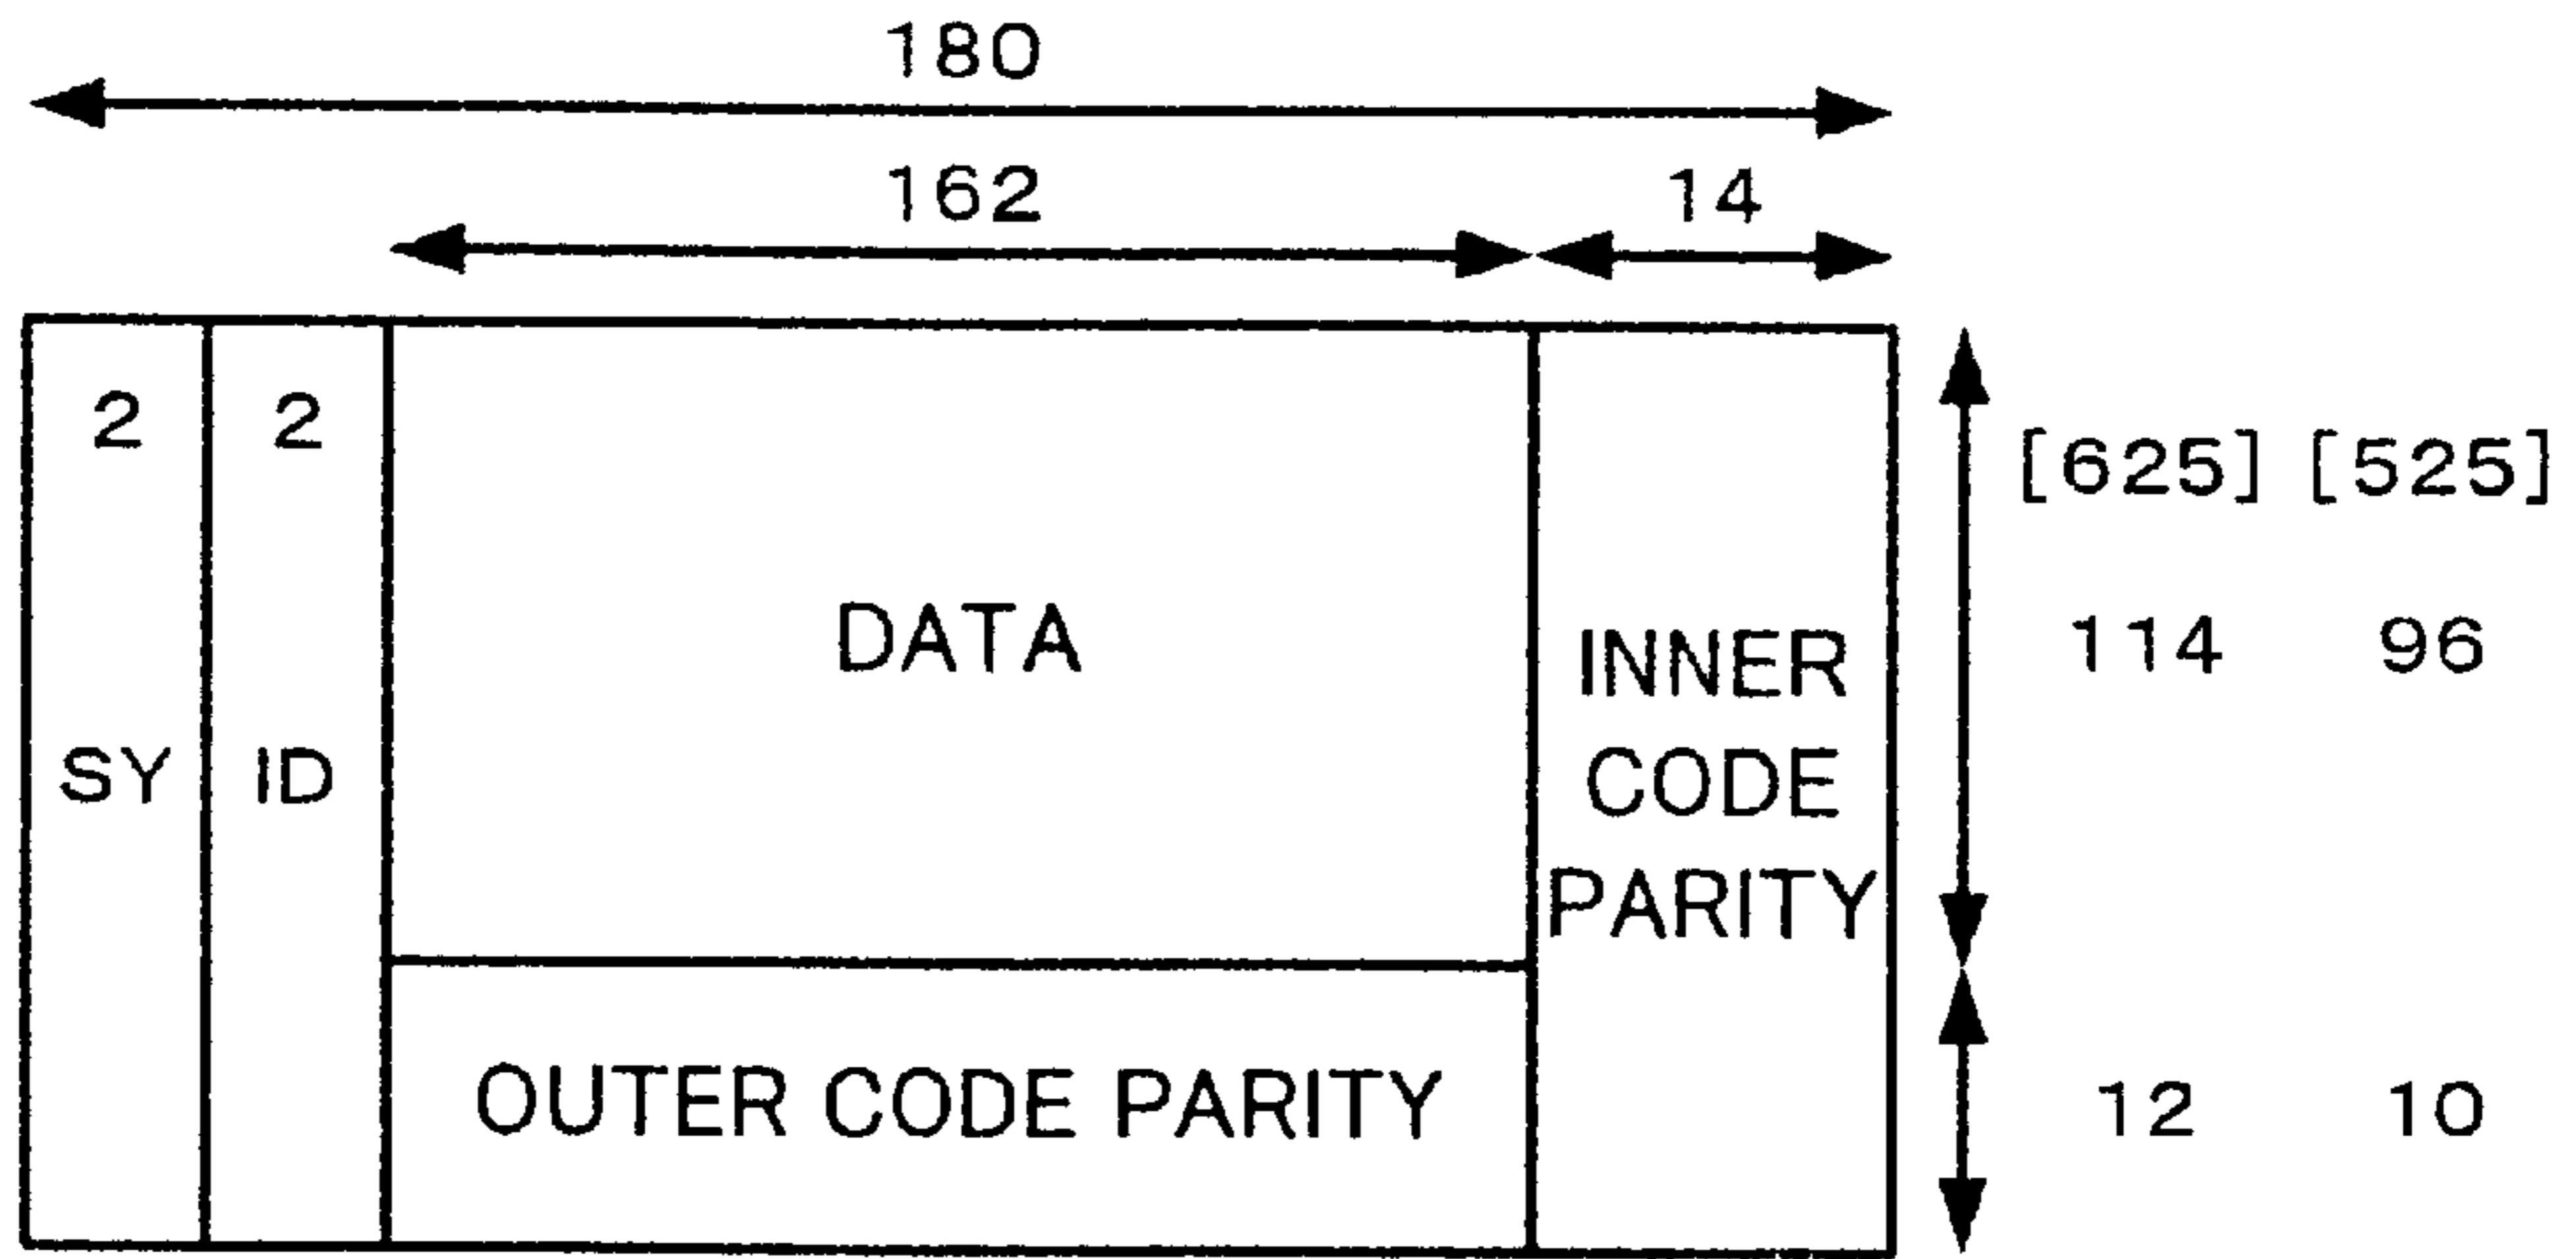 180
162 14
2 2
[625] [525]
DATA
114 96
INNER
CODE
PARITY
SY ID
OUTER CODE PARITY
12 10